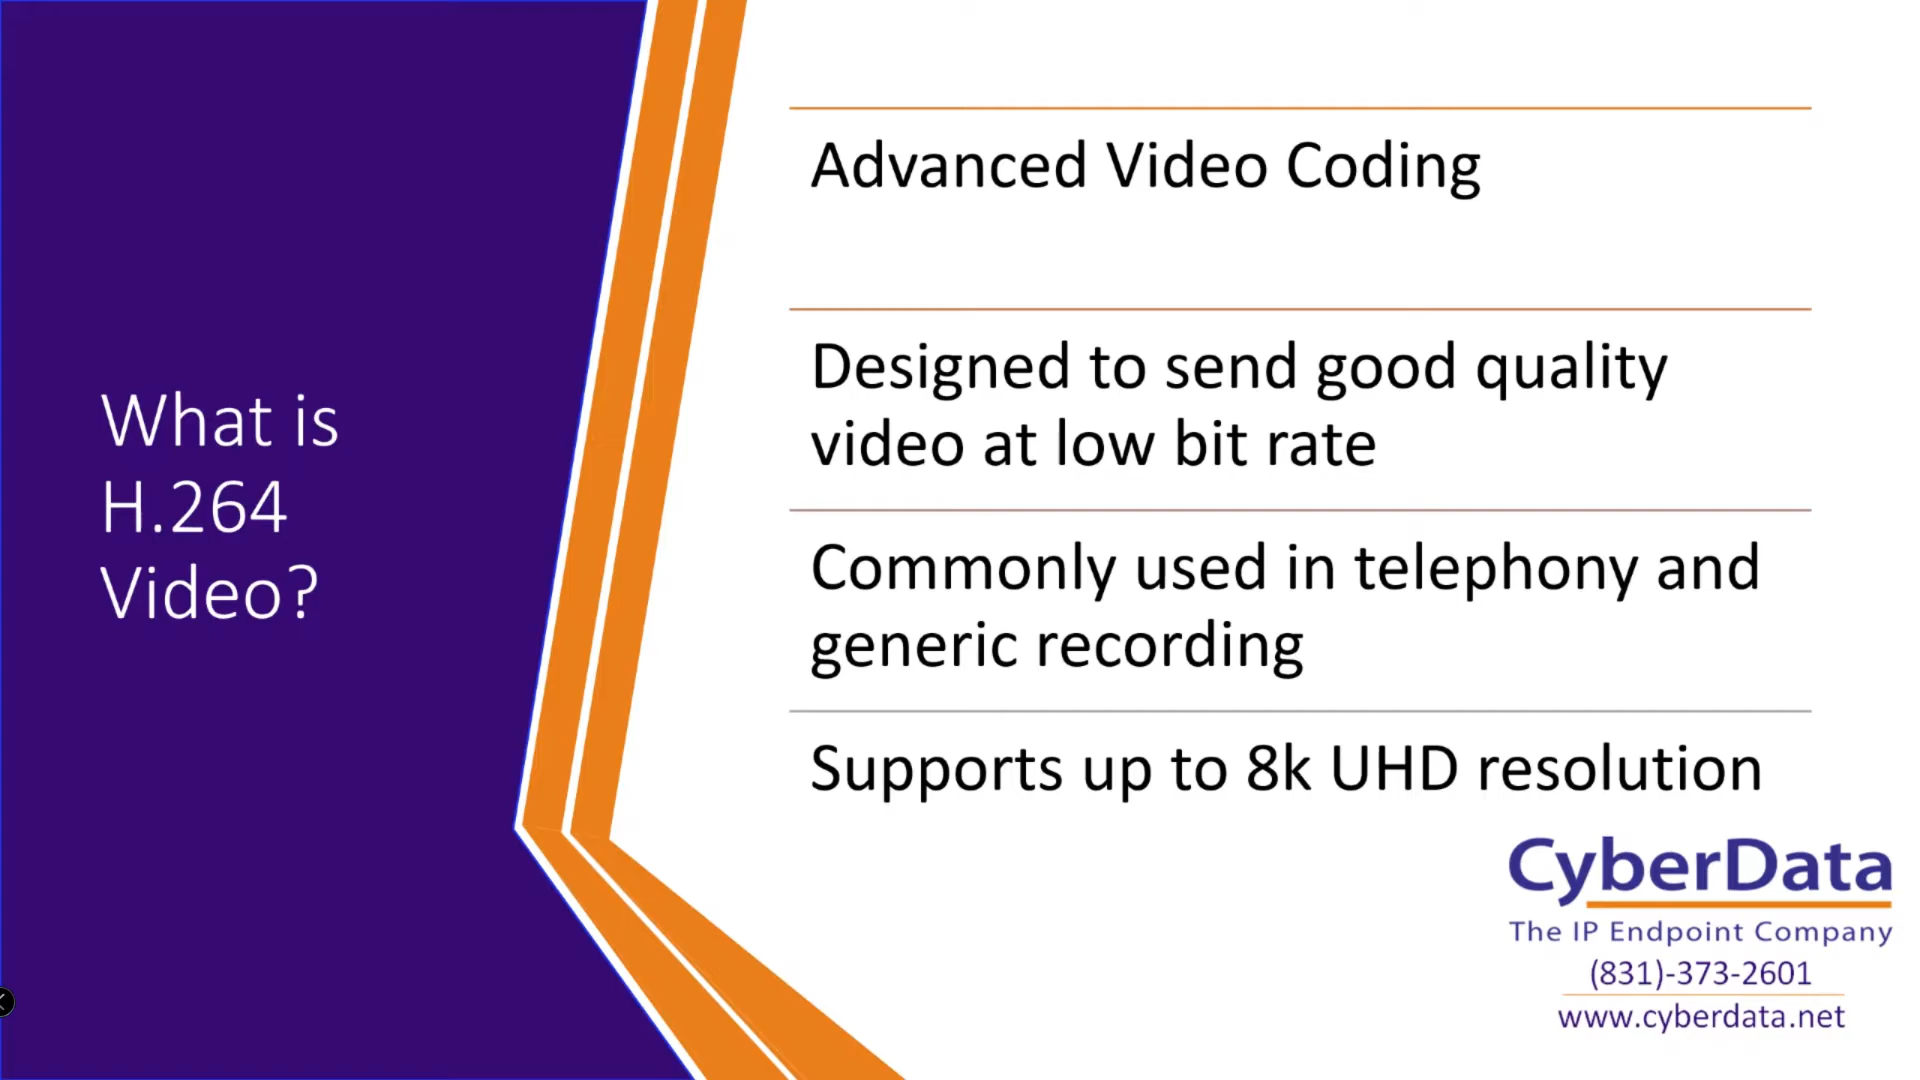 What is
H.264
Video?
Advanced Video Coding
Designed to send good quality
video at low bit rate
Commonly used in telephony and
generic recording
Supports up to 8k UHD resolution
CyberData
The IP Endpoint Company
(831)-373-2601
www.cyberdata.net